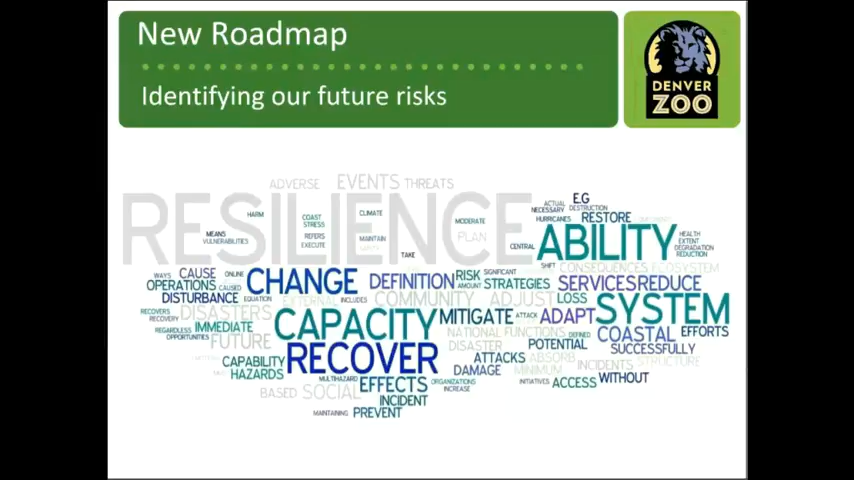 New Roadmap
Identifying our future risks
DENVER
ZOO
ADVERSE EVENTS THREATS
RESILIENCE
HARM
COAST
STRESS
CLIMATE
MODERATE
MEANS
VULNERABILITIES
REFERS
EXECUTE
MAINTAIN
PLAN
TAKE
ACTUAL
NECESSARY
E.G
DESTRUCTION
HURRICANES
RESTORE
CENTRAL
ABILITY
HEALTH
EXTENT
DEGRADATION
REDUCTION
SHIFT
CONSEQUENCES ECOSYSTEM
WAYS
CAUSE
ONLINE
OPERATIONS
CAUSED
CHANGE
DEFINITION
RISK
AMOUNT
SIGNIFICANT
STRATEGIES
SERVICES
REDUCE
DISTURBANCE
EQUATION
EXTERNAL
INCLUDES
COMMUNITY
ADJUST
LOSS
SYSTEM
RECOVERS
RECOVERY
DISASTERS
CAPACITY
MITIGATE
ATTACK
ADAPT
REGARDLESS
OPPORTUNITIES
IMMEDIATE
FUTURE
NATIONAL FUNCTIONS
DEFINED
COASTAL
EFFORTS
RECOVER
DISASTER
POTENTIAL
SUCCESSFULLY
CAPABILITY
HAZARDS
ATTACKS
ABSORB
DAMAGE
MINIMUM
INCIDENTS
STRUCTURE
MULTIHAZARD
EFFECTS
ORGANIZATIONS
INCREASE
INITIATIVES
ACCESS
WITHOUT
BASED
SOCIAL
INCIDENT
MAINTAINING
PREVENT